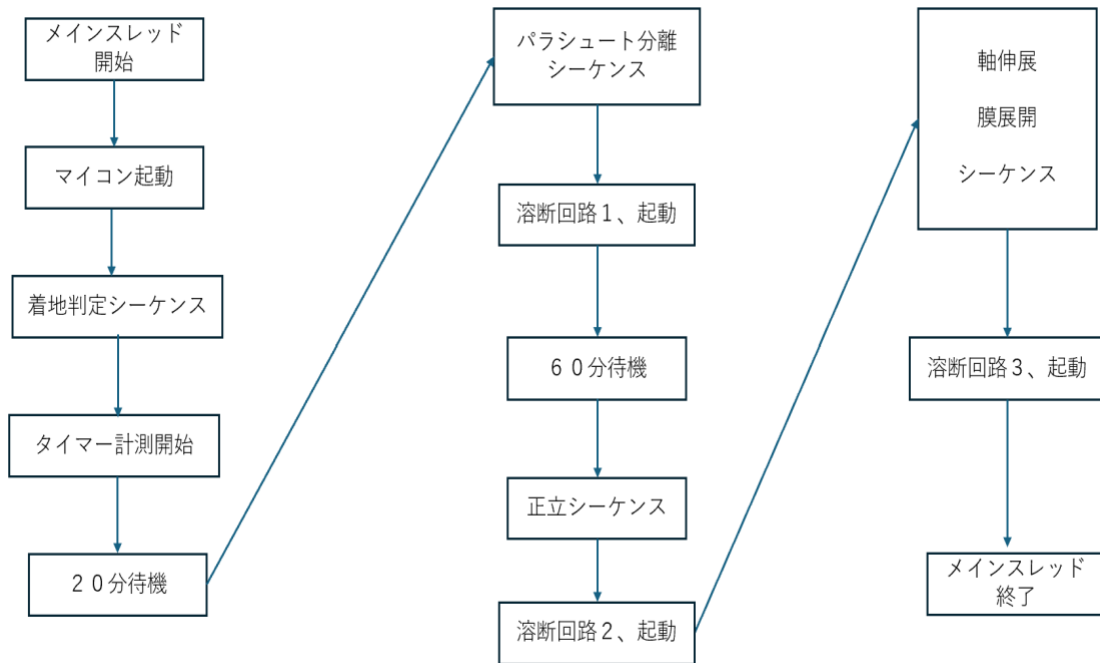 メインスレッド
開始
マイコン起動
着地判定シーケンス
タイマー計測開始
２０分待機
パラシュート分離
シーケンス
溶断回路１、起動
６０分待機
正立シーケンス
溶断回路２、起動
軸伸展
膜展開
シーケンス
溶断回路３、起動
メインスレッド
終了